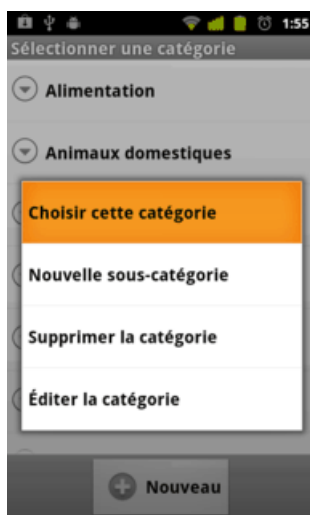 1:55
Sélectionner une catégorie
Alimentation
Animaux domestiques
Choisir cette catégorie
Nouvelle sous-catégorie
Supprimer la catégorie
Éditer la catégorie
Nouveau